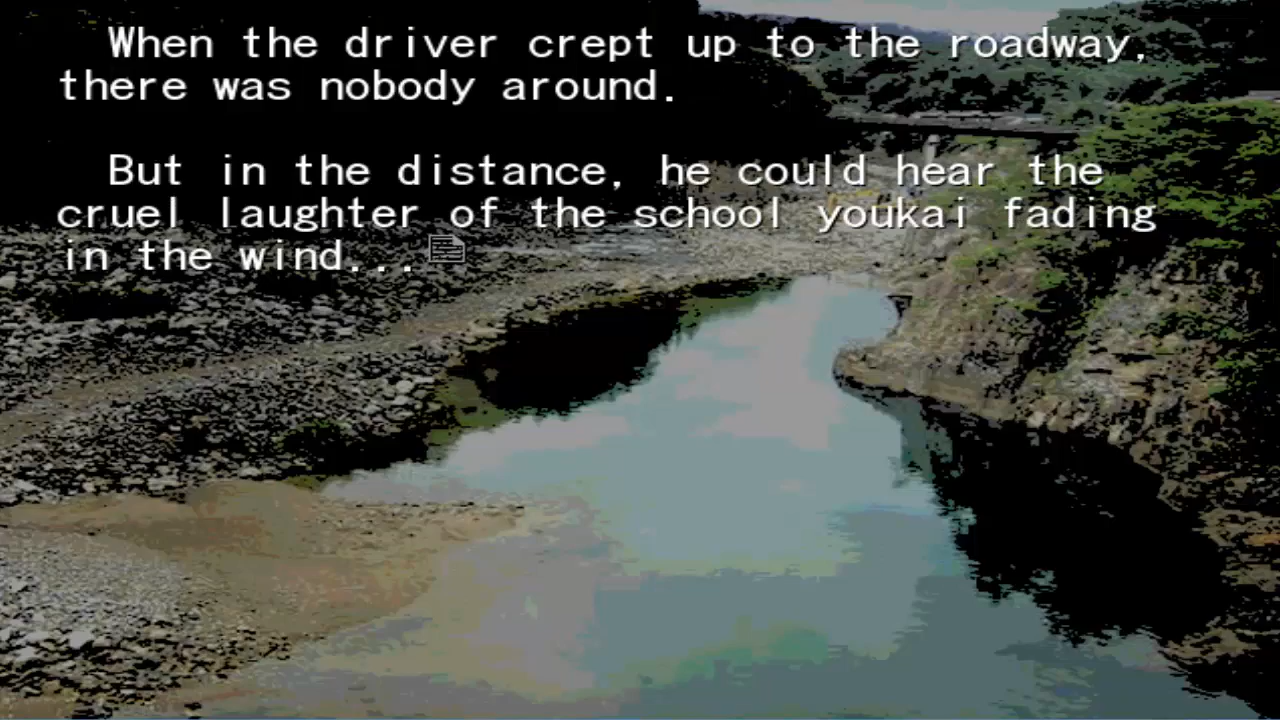 When the driver crept up to the roadway,
there was nobody around.
But in the distance, he could hear the
cruel laughter of the school youkai fading
in the wind...